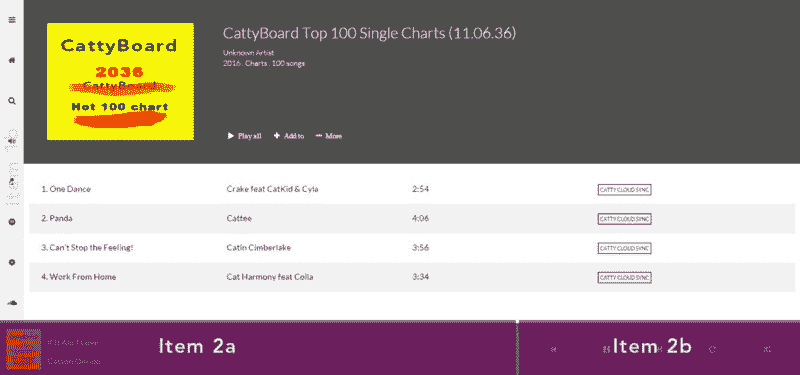 CattyBoard
2036
CattyBoard
Hot 100 chart
CattyBoard Top 100 Single Charts (11.06.36)
Unknown Artist
2016 . Charts . 100 songs
Play all
Add to
More
1. One Dance Crake feat CatKid & Cyla 2:54 CATTY CLOUD SYNC
2. Panda Cattee 4:06 CATTY CLOUD SYNC
3. Can't Stop the Feeling! Catin Cimberlake 3:56 CATTY CLOUD SYNC
4. Work From Home Cat Harmony feat Colla 3:34 CATTY CLOUD SYNC
Item 2a
Item 2b